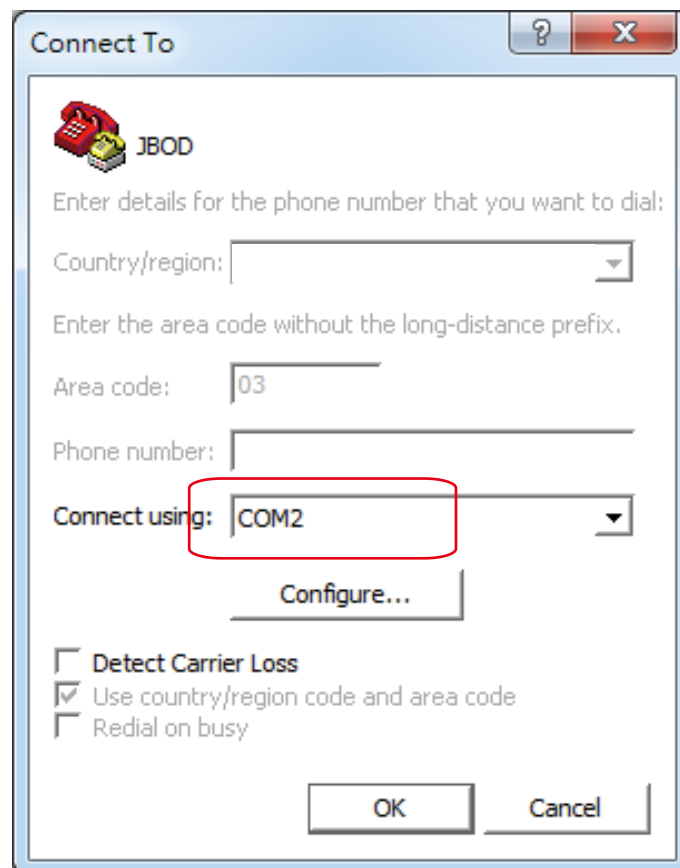 Connect To
?
JBOD
Enter details for the phone number that you want to dial:
Country/region:
Enter the area code without the long-distance prefix.
Area code: 03
Phone number:
Connect using: COM2
Configure...
Detect Carrier Loss
Use country/region code and area code
Redial on busy
OK Cancel